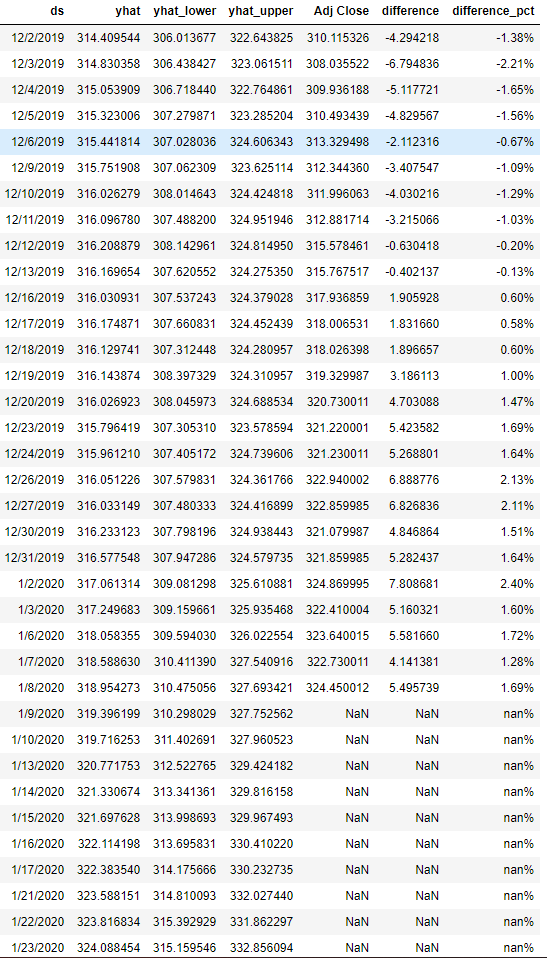 ds yhat yhat_lower yhat_upper Adj Close difference difference_pct
12/2/2019 314.409544 306.013677 322.643825 310.115326 -4.294218 -1.38%
12/3/2019 314.830358 306.438427 323.061511 308.035522 -6.794836 -2.21%
12/4/2019 315.053909 306.718440 322.764861 309.936188 -5.117721 -1.65%
12/5/2019 315.323006 307.279871 323.285204 310.493439 -4.829567 -1.56%
12/6/2019 315.441814 307.028036 324.606343 313.329498 -2.112316 -0.67%
12/9/2019 315.751908 307.062309 323.625114 312.344360 -3.407547 -1.09%
12/10/2019 316.026279 308.014643 324.424818 311.996063 -4.030216 -1.29%
12/11/2019 316.096780 307.488200 324.951946 312.881714 -3.215066 -1.03%
12/12/2019 316.208879 308.142961 324.814950 315.578461 -0.630418 -0.20%
12/13/2019 316.169654 307.620552 324.275350 315.767517 -0.402137 -0.13%
12/16/2019 316.030931 307.537243 324.379028 317.936859 1.905928 0.60%
12/17/2019 316.174871 307.660831 324.452439 318.006531 1.831660 0.58%
12/18/2019 316.129741 307.312448 324.280957 318.026398 1.896657 0.60%
12/19/2019 316.143874 308.397329 324.310957 319.329987 3.186113 1.00%
12/20/2019 316.026923 308.045973 324.688534 320.730011 4.703088 1.47%
12/23/2019 315.796419 307.305310 323.578594 321.220001 5.423582 1.69%
12/24/2019 315.961210 307.405172 324.739606 321.230011 5.268801 1.64%
12/26/2019 316.051226 307.579831 324.361766 322.940002 6.888776 2.13%
12/27/2019 316.033149 307.480333 324.416899 322.859985 6.826836 2.11%
12/30/2019 316.233123 307.798196 324.938443 321.079987 4.846864 1.51%
12/31/2019 316.577548 307.947286 324.579735 321.859985 5.282437 1.64%
1/2/2020 317.061314 309.081298 325.610881 324.869995 7.808681 2.40%
1/3/2020 317.249683 309.159661 325.935468 322.410004 5.160321 1.60%
1/6/2020 318.058355 309.594030 326.022554 323.640015 5.581660 1.72%
1/7/2020 318.588630 310.411390 327.540916 322.730011 4.141381 1.28%
1/8/2020 318.954273 310.475056 327.693421 324.450012 5.495739 1.69%
1/9/2020 319.396199 310.298029 327.752562 NaN NaN nan%
1/10/2020 319.716253 311.402691 327.960523 NaN NaN nan%
1/13/2020 320.771753 312.522765 329.424182 NaN NaN nan%
1/14/2020 321.330674 313.341361 329.816158 NaN NaN nan%
1/15/2020 321.697628 313.998693 329.967493 NaN NaN nan%
1/16/2020 322.114198 313.695831 330.410220 NaN NaN nan%
1/17/2020 322.383540 314.175666 330.232735 NaN NaN nan%
1/21/2020 323.588151 314.810093 332.027440 NaN NaN nan%
1/22/2020 323.816834 315.392929 331.862297 NaN NaN nan%
1/23/2020 324.088454 315.159546 332.856094 NaN NaN nan%